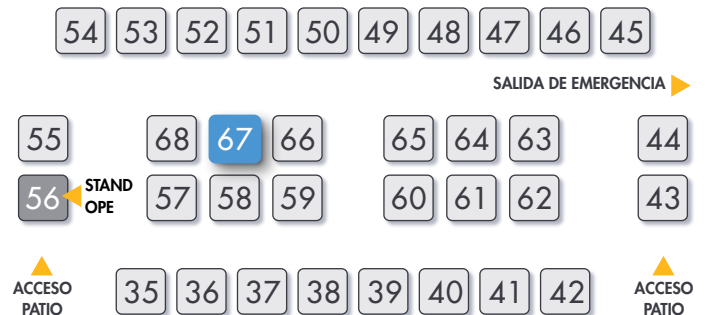 54 53 52 51 50 49 48 47 46 45
SALIDA DE EMERGENCIA
55 68 67 66 65 64 63 44
56 STAND OPE 57 58 59 60 61 62 43
ACCESO PATIO 35 36 37 38 39 40 41 42 ACCESO PATIO